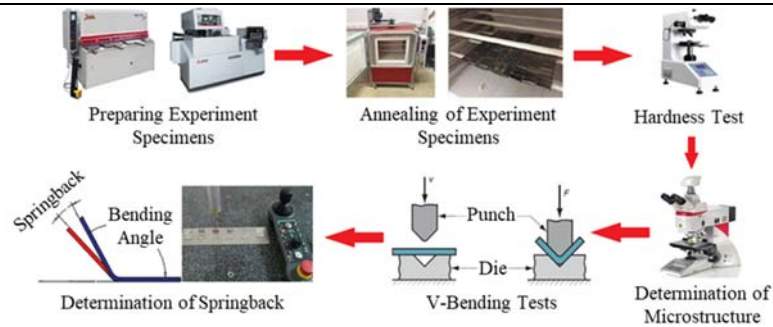 Preparing Experiment
Specimens
Annealing of Experiment
Specimens
Hardness Test
Determination of
Microstructure
v
F
Punch
Die
V-Bending Tests
Springback
Bending
Angle
Determination of Springback